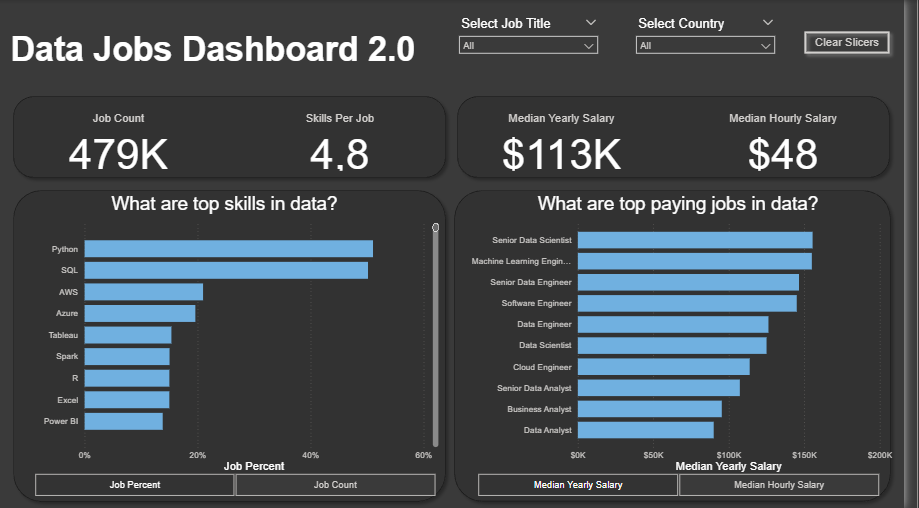 Data Jobs Dashboard 2.0
Select Job Title
All
Select Country
All
Clear Slicers
Job Count
479K
Skills Per Job
4,8
Median Yearly Salary
$113K
Median Hourly Salary
$48
What are top skills in data?
Python
SQL
AWS
Azure
Tableau
Spark
R
Excel
Power BI
0% 20% 40% 60%
Job Percent
Job Percent
Job Count
What are top paying jobs in data?
Senior Data Scientist
Machine Learning Engin...
Senior Data Engineer
Software Engineer
Data Engineer
Data Scientist
Cloud Engineer
Senior Data Analyst
Business Analyst
Data Analyst
$0K $50K $100K $150K $200K
Median Yearly Salary
Median Yearly Salary
Median Hourly Salary